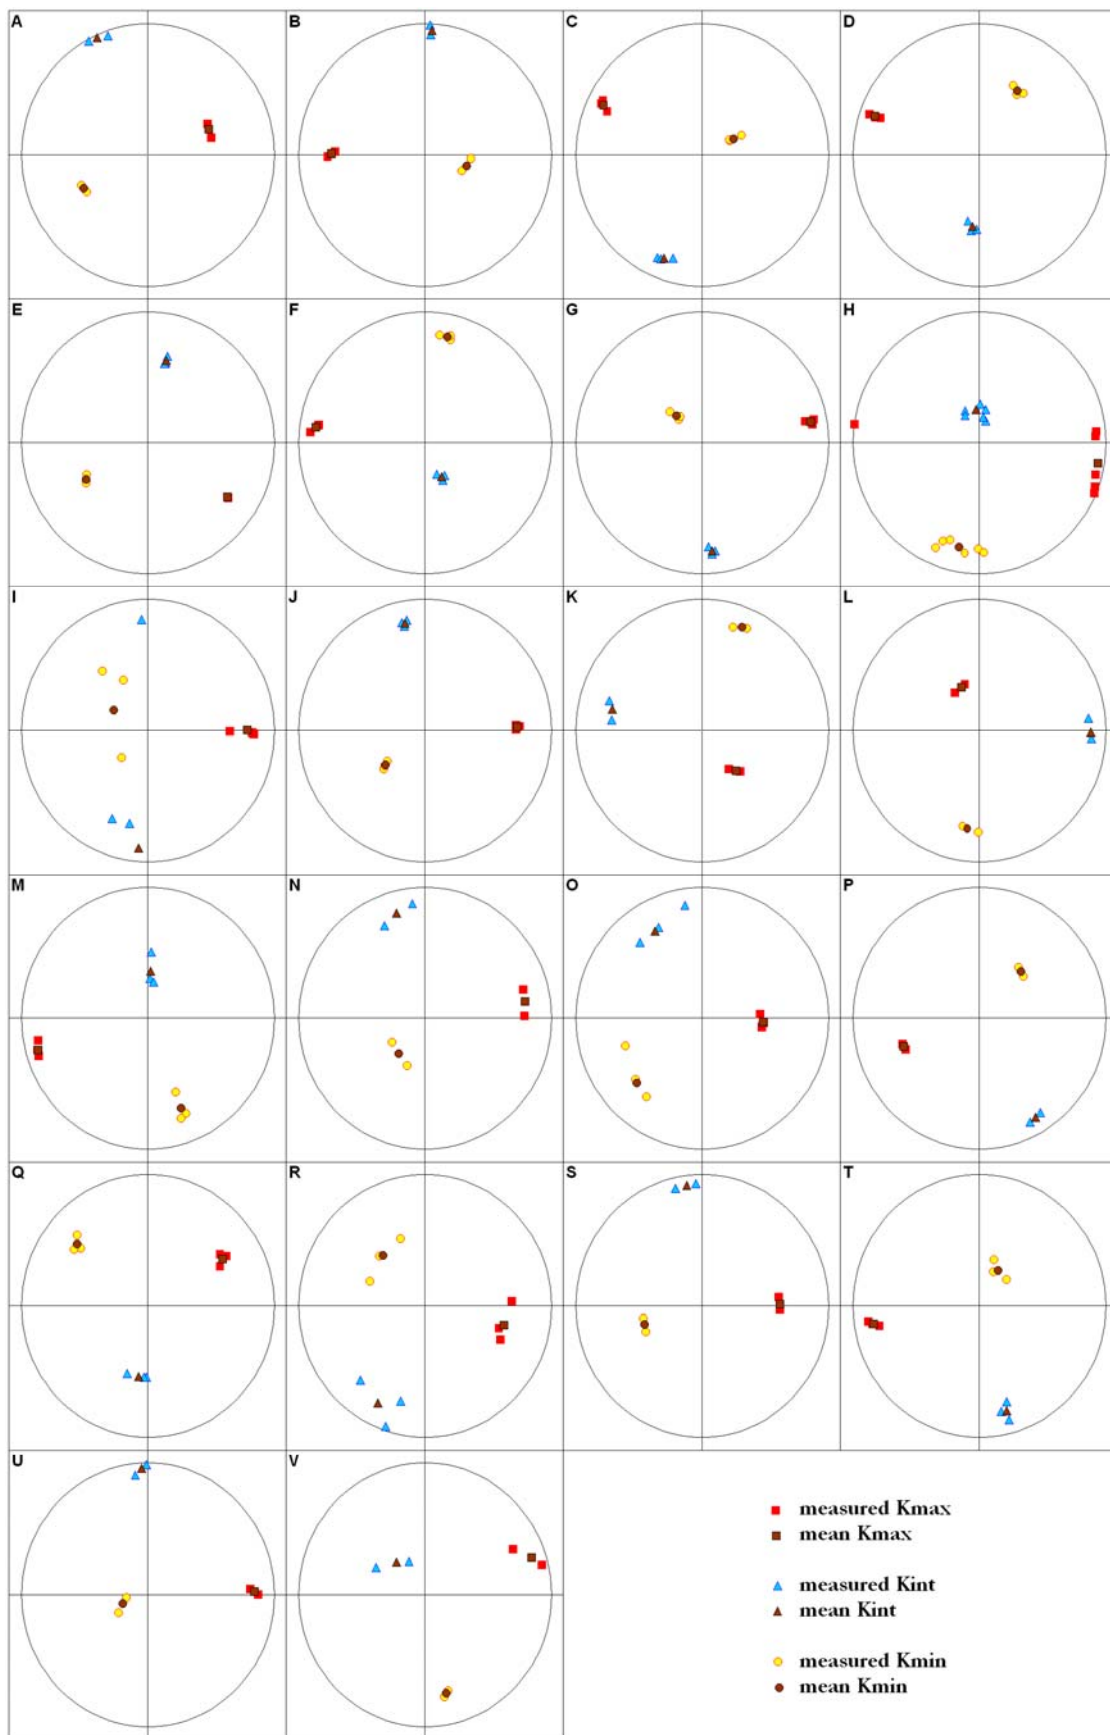 A
B
C
D
E
F
G
H
I
J
K
L
M
N
O
P
Q
R
S
T
U
V
measured Kmax
mean Kmax
measured Kint
mean Kint
measured Kmin
mean Kmin